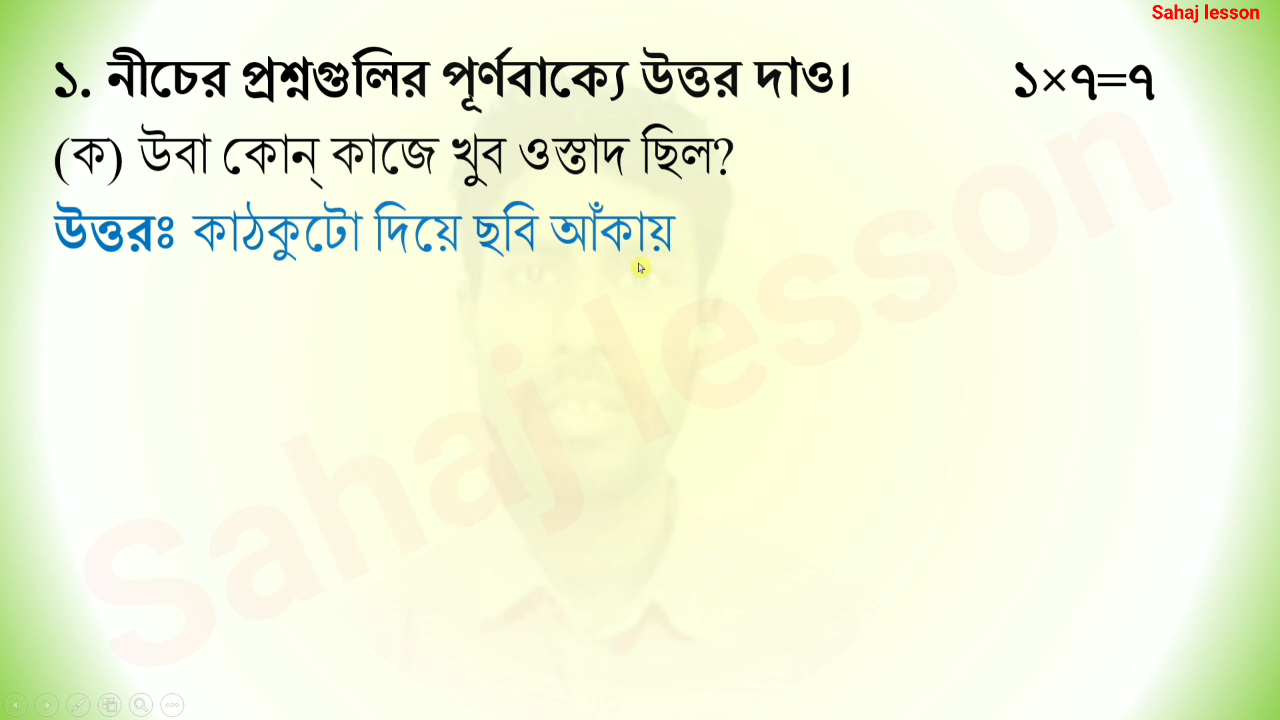 Sahaj lesson
১. নীচের প্রশ্নগুলির পূর্ণবাক্যে উত্তর দাও। ১×৭=৭
(ক) উবা কোন্ কাজে খুব ওস্তাদ ছিল?
উত্তরঃ কাঠকুটো দিয়ে ছবি আঁকায়
Sahaj lesson